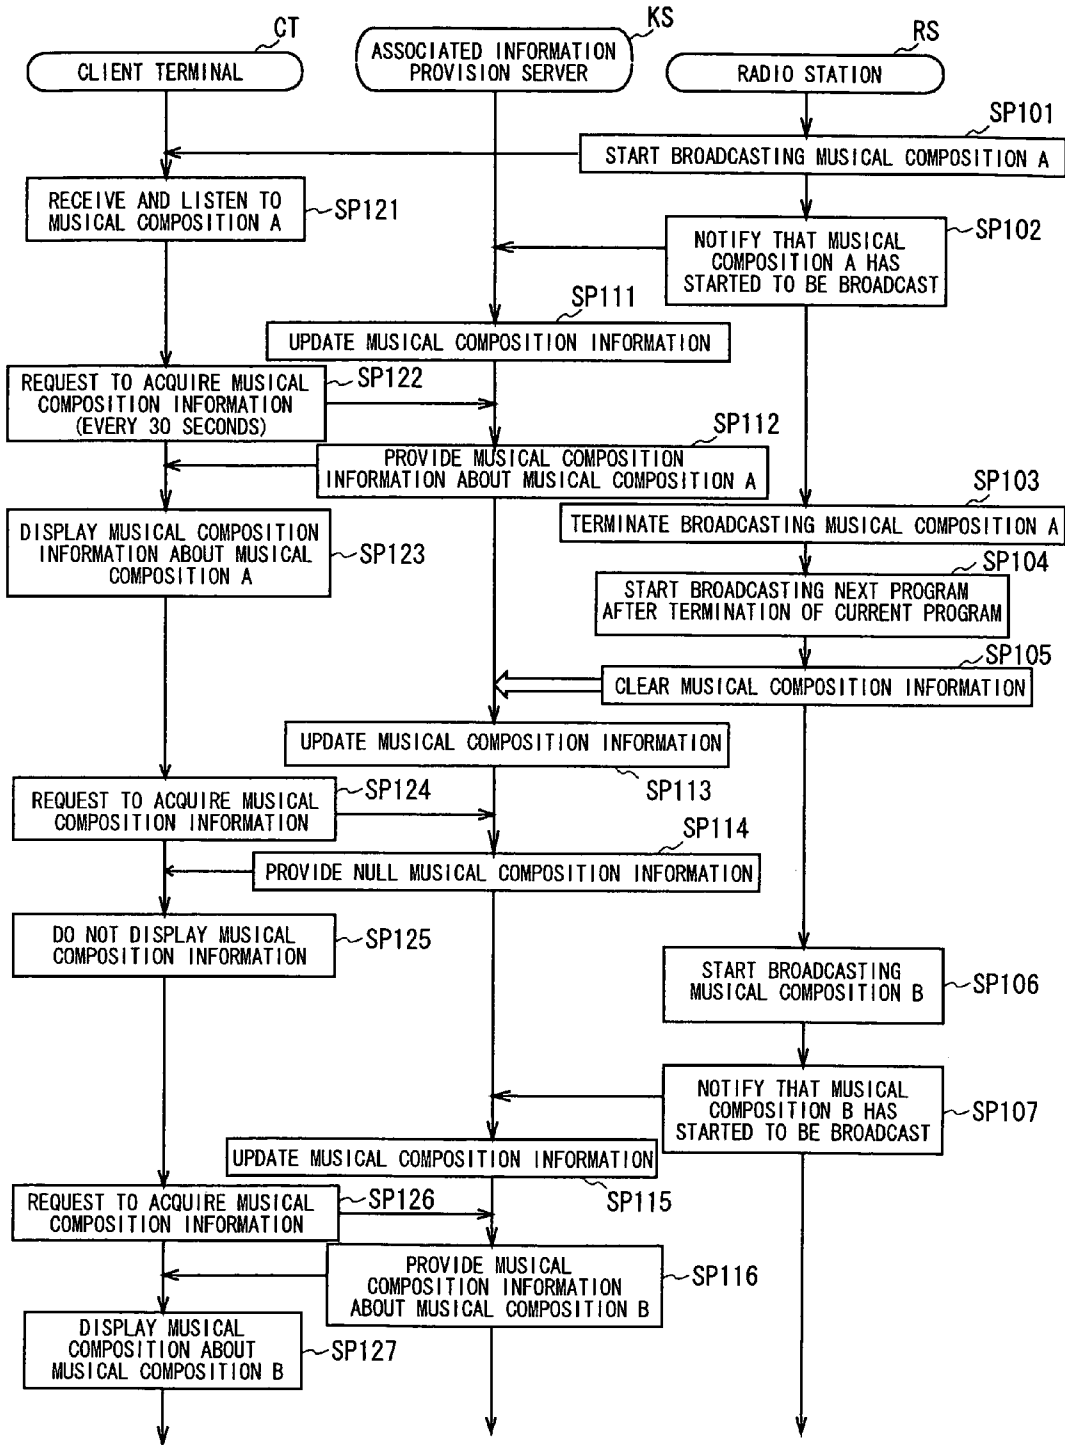 CT
KS
RS
CLIENT TERMINAL
ASSOCIATED INFORMATION
PROVISION SERVER
RADIO STATION
SP101
START BROADCASTING MUSICAL COMPOSITION A
RECEIVE AND LISTEN TO
MUSICAL COMPOSITION A
SP121
NOTIFY THAT MUSICAL
COMPOSITION A HAS
STARTED TO BE BROADCAST
SP102
SP111
UPDATE MUSICAL COMPOSITION INFORMATION
REQUEST TO ACQUIRE MUSICAL
COMPOSITION INFORMATION
(EVERY 30 SECONDS)
SP122
SP112
PROVIDE MUSICAL COMPOSITION
INFORMATION ABOUT MUSICAL COMPOSITION A
SP103
TERMINATE BROADCASTING MUSICAL COMPOSITION A
DISPLAY MUSICAL COMPOSITION
INFORMATION ABOUT MUSICAL
COMPOSITION A
SP123
SP104
START BROADCASTING NEXT PROGRAM
AFTER TERMINATION OF CURRENT PROGRAM
SP105
CLEAR MUSICAL COMPOSITION INFORMATION
UPDATE MUSICAL COMPOSITION INFORMATION
SP113
REQUEST TO ACQUIRE MUSICAL
COMPOSITION INFORMATION
SP124
SP114
PROVIDE NULL MUSICAL COMPOSITION INFORMATION
DO NOT DISPLAY MUSICAL
COMPOSITION INFORMATION
SP125
START BROADCASTING
MUSICAL COMPOSITION B
SP106
NOTIFY THAT MUSICAL
COMPOSITION B HAS
STARTED TO BE BROADCAST
SP107
UPDATE MUSICAL COMPOSITION INFORMATION
SP115
REQUEST TO ACQUIRE MUSICAL
COMPOSITION INFORMATION
SP126
PROVIDE MUSICAL
COMPOSITION INFORMATION
ABOUT MUSICAL COMPOSITION B
SP116
DISPLAY MUSICAL
COMPOSITION ABOUT
MUSICAL COMPOSITION B
SP127